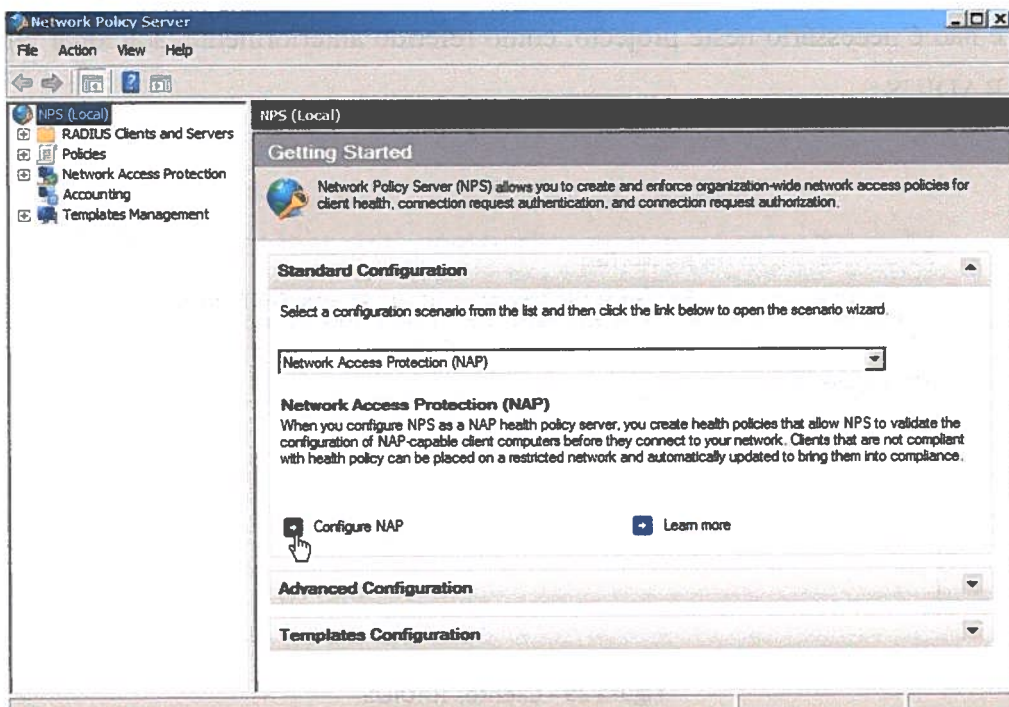 Network Policy Server
File Action View Help
NPS (Local)
RADIUS Clients and Servers
Policies
Network Access Protection
Accounting
Templates Management
NPS (Local)
Getting Started
Network Policy Server (NPS) allows you to create and enforce organization-wide network access policies for
client health, connection request authentication, and connection request authorization.
Standard Configuration
Select a configuration scenario from the list and then click the link below to open the scenario wizard.
Network Access Protection (NAP)
Network Access Protection (NAP)
When you configure NPS as a NAP health policy server, you create health policies that allow NPS to validate the
configuration of NAP-capable client computers before they connect to your network. Clients that are not compliant
with health policy can be placed on a restricted network and automatically updated to bring them into compliance.
Configure NAP
Learn more
Advanced Configuration
Templates Configuration